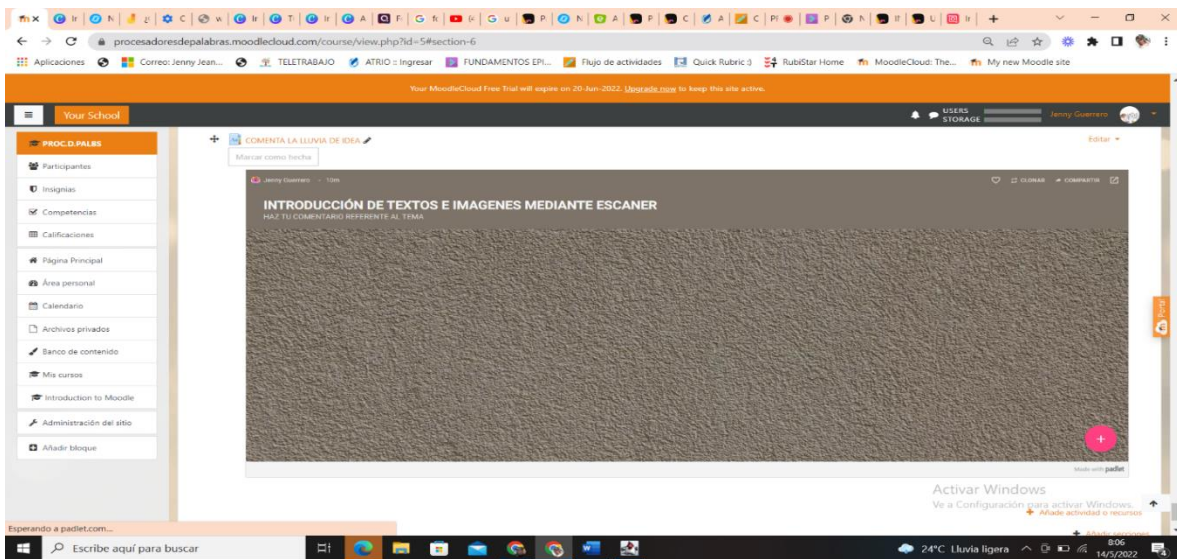 procesadoresdepalabras.moodlecloud.com/course/view.php?id=5#section-6
Aplicaciones
Correo: Jenny Jean...
TELETRABAJO
ATRIO :: Ingresar
FUNDAMENTOS EPI...
Flujo de actividades
Quick Rubric :)
RubiStar Home
MoodleCloud: The...
My new Moodle site
Your MoodleCloud Free Trial will expire on 20-Jun-2022. Upgrade now to keep this site active.
Your School
USERS
STORAGE
Jenny Guerrero
PROC.D.PALBS
Participantes
Insignias
Competencias
Calificaciones
Página Principal
Área personal
Calendario
Archivos privados
Banco de contenido
Mis cursos
Introduction to Moodle
Administración del sitio
Añadir bloque
COMENTA LA LLUVIA DE IDEA
Editar
Marcar como hecha
Jenny Guerrero · 10m
CLONAR
COMPARTIR
INTRODUCCIÓN DE TEXTOS E IMAGENES MEDIANTE ESCANER
HAZ TU COMENTARIO REFERENTE AL TEMA
Made with padlet
Activar Windows
Ve a Configuración para activar Windows.
Añade actividad o recursos
Añade secciones
Esperando a padlet.com...
Escribe aquí para buscar
24°C Lluvia ligera
8:06
14/5/2022